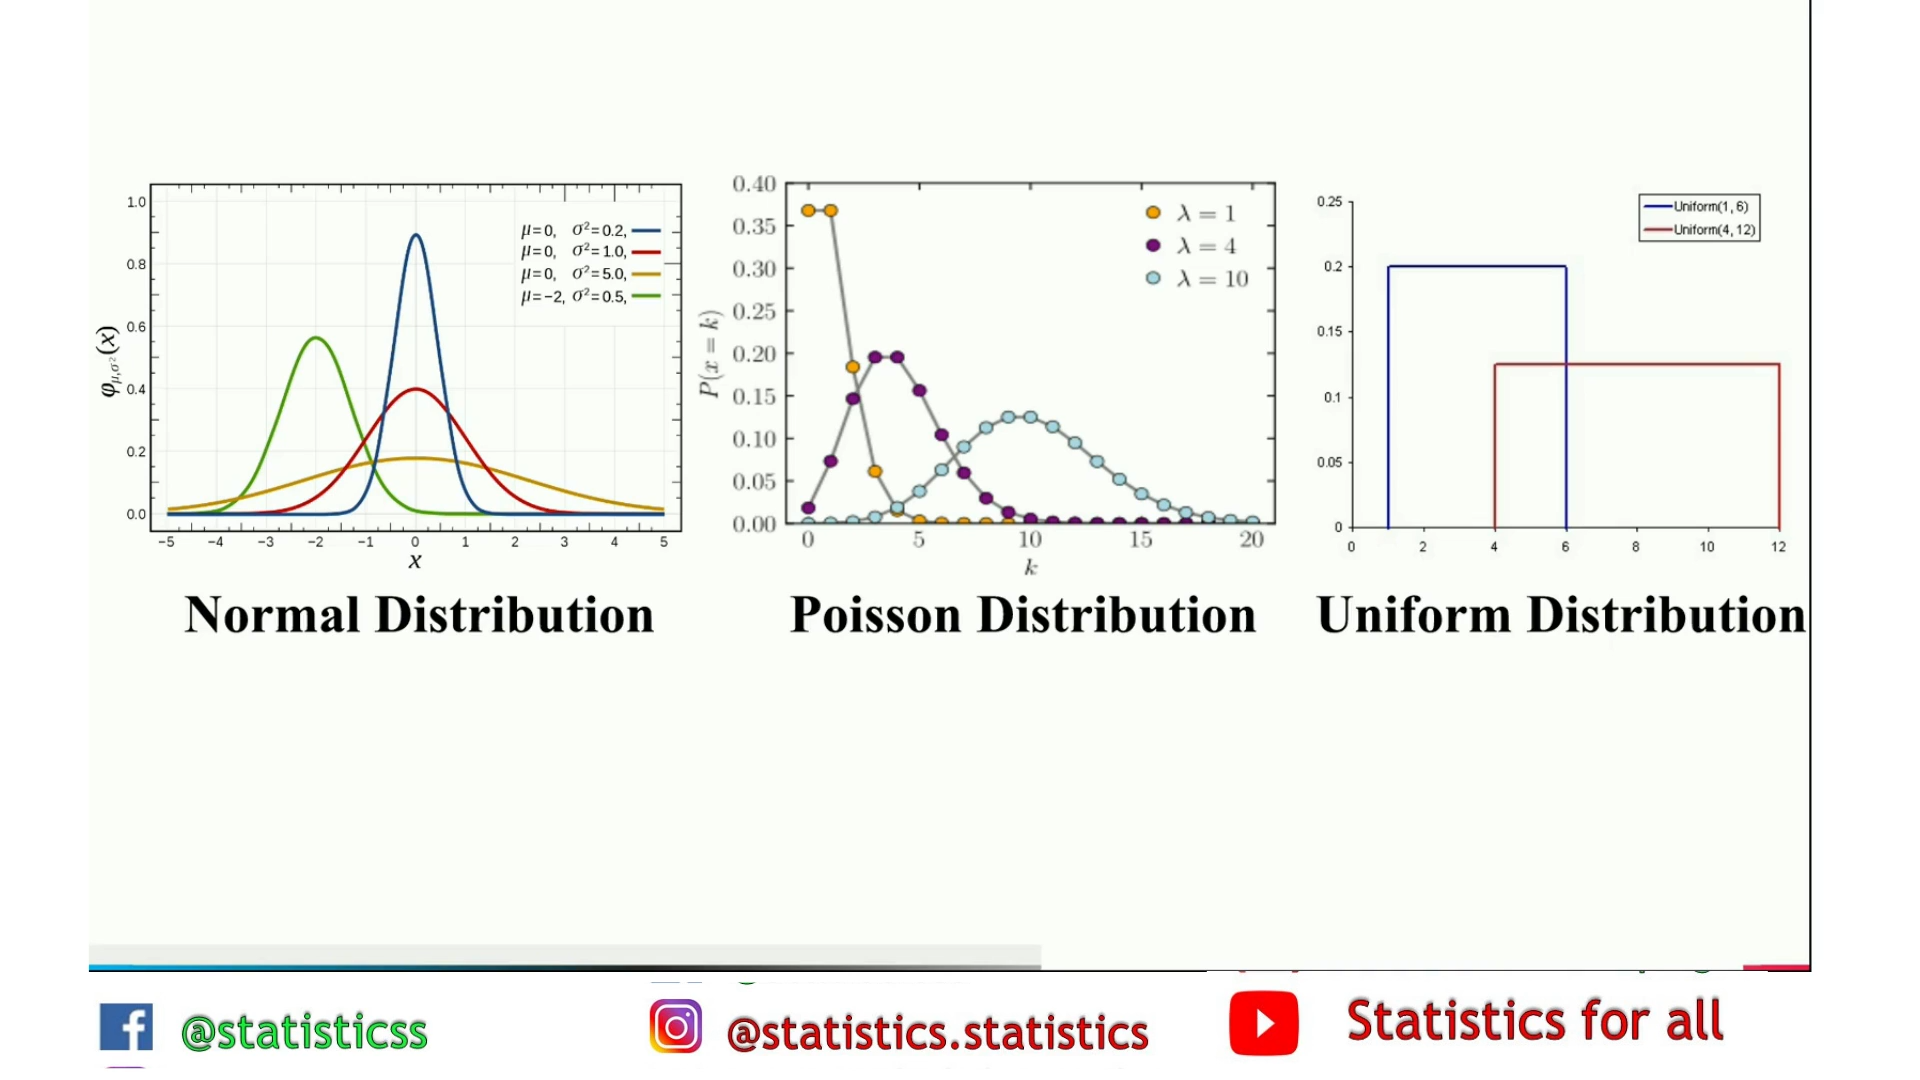 1.0
0.8
0.6
0.4
0.2
0.0
φμ,σ²(x)
μ=0, σ²=0.2,
μ=0, σ²=1.0,
μ=0, σ²=5.0,
μ=−2, σ²=0.5,
−5 −4 −3 −2 −1 0 1 2 3 4 5
x
Normal Distribution
0.40
0.35
0.30
0.25
0.20
0.15
0.10
0.05
0.00
P(x = k)
λ = 1
λ = 4
λ = 10
0 5 10 15 20
k
Poisson Distribution
0.25
0.2
0.15
0.1
0.05
0
Uniform(1, 6)
Uniform(4, 12)
0 2 4 6 8 10 12
Uniform Distribution
@statisticss
@statistics.statistics
Statistics for all